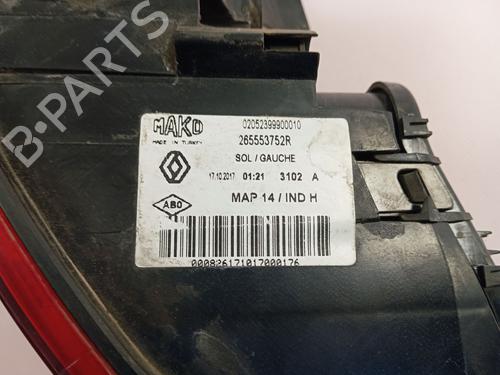 MAKO
MADE IN TURKEY
02052399900010
265553752R
SOL / GAUCHE
17.10.2017 01:21 3102 A
ABO
MAP 14 / IND H
000826171017000176
B-PARTS